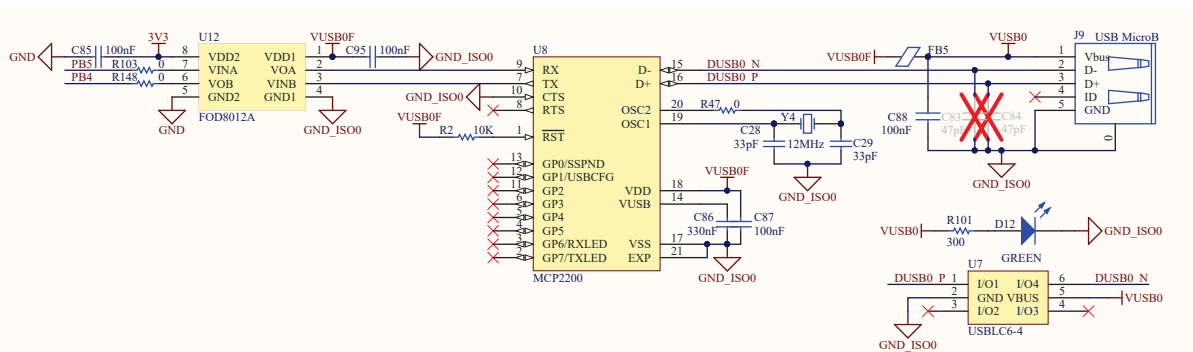 U12
FOD8012A
GND
C85
100nF
3V3
PB5
R103
0
PB4
R148
0
8
7
6
5
VDD2
VINA
VOB
GND2
VDD1
VOA
VINB
GND1
1
2
3
4
GND
VUSB0F
C95
100nF
GND_ISO0
GND_ISO0
U8
MCP2200
9
7
10
8
RX
TX
CTS
RTS
GND_ISO0
VUSB0F
R2
10K
RST
13
12
11
6
5
4
3
2
GP0/SSPND
GP1/USBCFG
GP2
GP3
GP4
GP5
GP6/RXLED
GP7/TXLED
D-
D+
15
16
DUSB0_N
DUSB0_P
OSC2
OSC1
20
19
R47
0
Y4
12MHz
C28
33pF
C29
33pF
GND_ISO0
VDD
VUSB
18
14
VUSB0F
C86
330nF
C87
100nF
VSS
EXP
17
21
GND_ISO0
VUSB0F
FB5
VUSB0
C88
100nF
C83
47pF
C84
47pF
GND_ISO0
J9
USB MicroB
1
2
3
4
5
0
Vbus
D-
D+
ID
GND
VUSB0
R101
300
D12
GREEN
GND_ISO0
U7
USBLC6-4
DUSB0_P
1
2
3
I/O1
GND
I/O2
I/O4
VBUS
I/O3
6
5
4
DUSB0_N
VUSB0
GND_ISO0